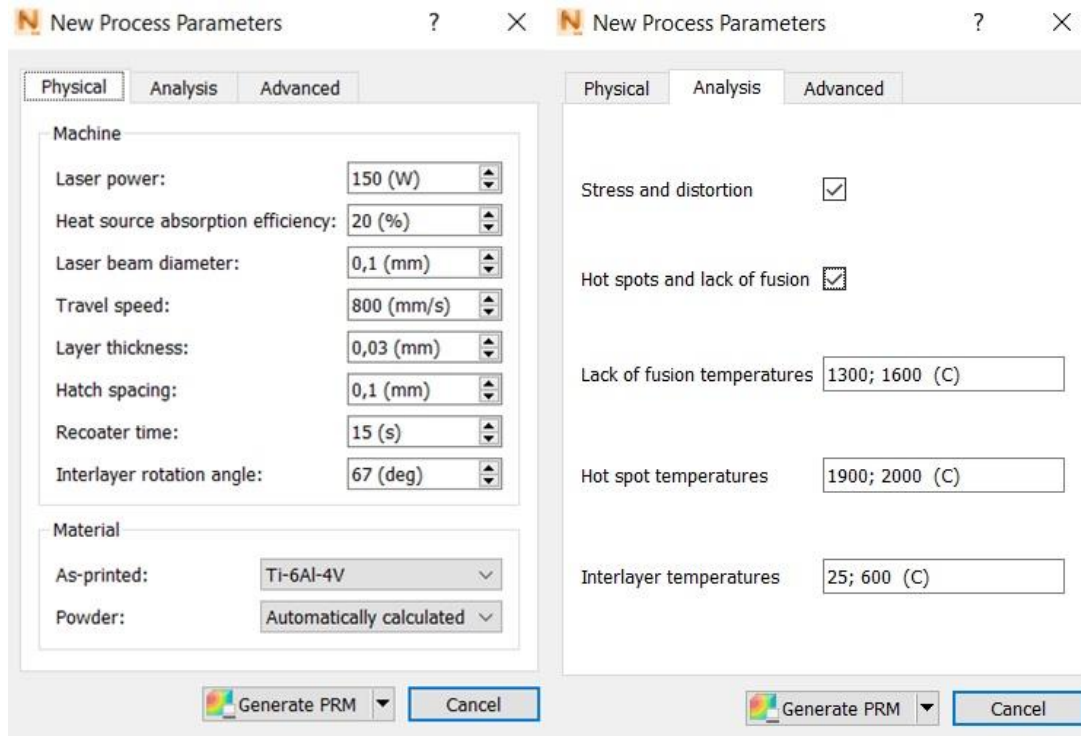 New Process Parameters ? ×
Physical Analysis Advanced
Machine
Laser power: 150 (W)
Heat source absorption efficiency: 20 (%)
Laser beam diameter: 0,1 (mm)
Travel speed: 800 (mm/s)
Layer thickness: 0,03 (mm)
Hatch spacing: 0,1 (mm)
Recoater time: 15 (s)
Interlayer rotation angle: 67 (deg)
Material
As-printed: Ti-6Al-4V
Powder: Automatically calculated
Generate PRM Cancel
New Process Parameters ? ×
Physical Analysis Advanced
Stress and distortion
Hot spots and lack of fusion
Lack of fusion temperatures 1300; 1600 (C)
Hot spot temperatures 1900; 2000 (C)
Interlayer temperatures 25; 600 (C)
Generate PRM Cancel